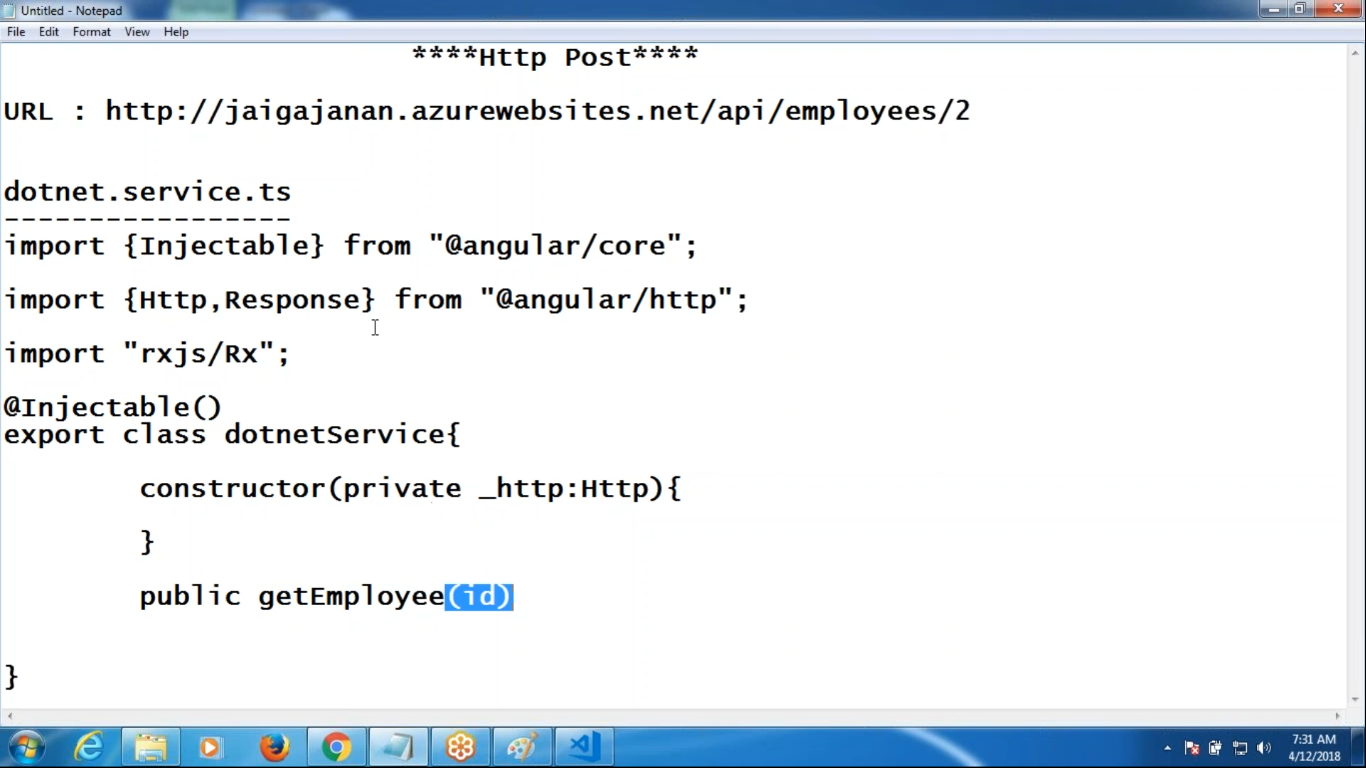 Untitled - Notepad
File Edit Format View Help
****Http Post****
URL : http://jaigajanan.azurewebsites.net/api/employees/2
dotnet.service.ts
-----------------
import {Injectable} from "@angular/core";
import {Http,Response} from "@angular/http";
import "rxjs/Rx";
@Injectable()
export class dotnetService{
constructor(private _http:Http){
}
public getEmployee(id)
}
7:31 AM
4/12/2018